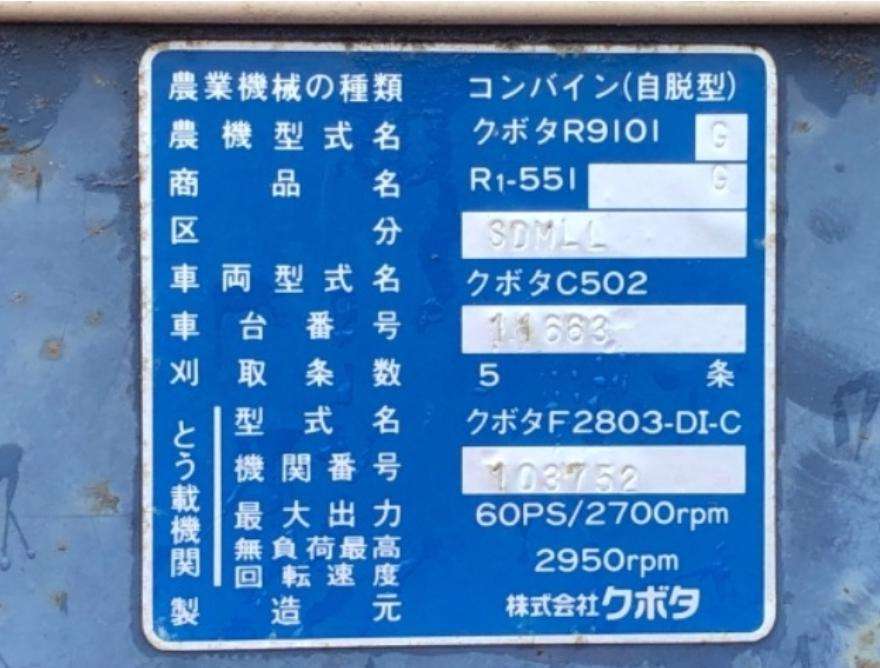 農業機械の種類 コンバイン(自脱型)
農機型式名 クボタR9101 G
商品名 R1-551 G
区分 SDMLL
車両型式名 クボタC502
車台番号 11663
刈取条数 5条
とう載機関
型式名 クボタF2803-DI-C
機関番号 103752
最大出力 60PS/2700rpm
無負荷最高回転速度 2950rpm
製造元 株式会社クボタ